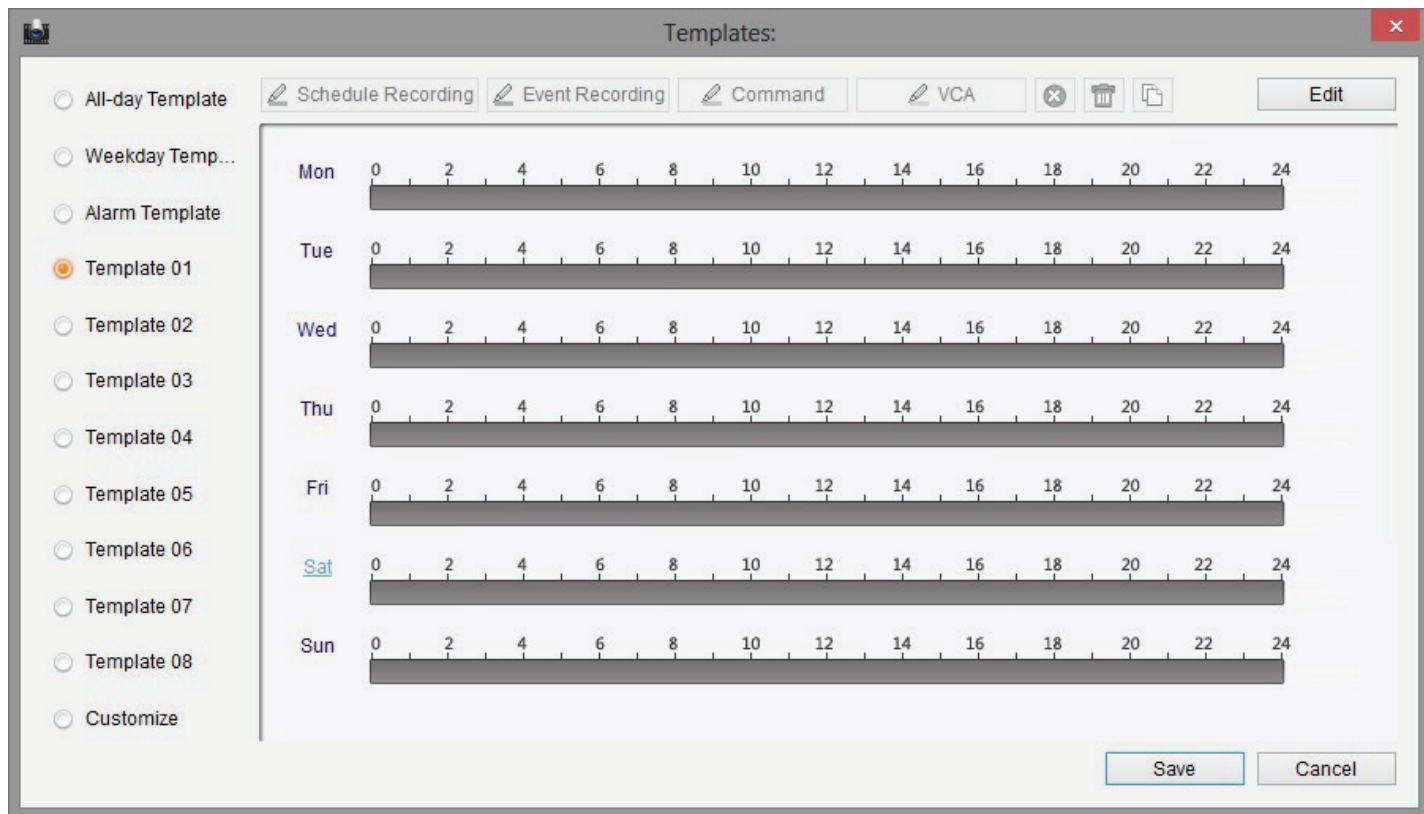 Templates:
All-day Template
Schedule Recording Event Recording Command VCA Edit
Weekday Temp...
Alarm Template
Template 01
Template 02
Template 03
Template 04
Template 05
Template 06
Template 07
Template 08
Customize
Mon 0 2 4 6 8 10 12 14 16 18 20 22 24
Tue 0 2 4 6 8 10 12 14 16 18 20 22 24
Wed 0 2 4 6 8 10 12 14 16 18 20 22 24
Thu 0 2 4 6 8 10 12 14 16 18 20 22 24
Fri 0 2 4 6 8 10 12 14 16 18 20 22 24
Sat 0 2 4 6 8 10 12 14 16 18 20 22 24
Sun 0 2 4 6 8 10 12 14 16 18 20 22 24
Save Cancel